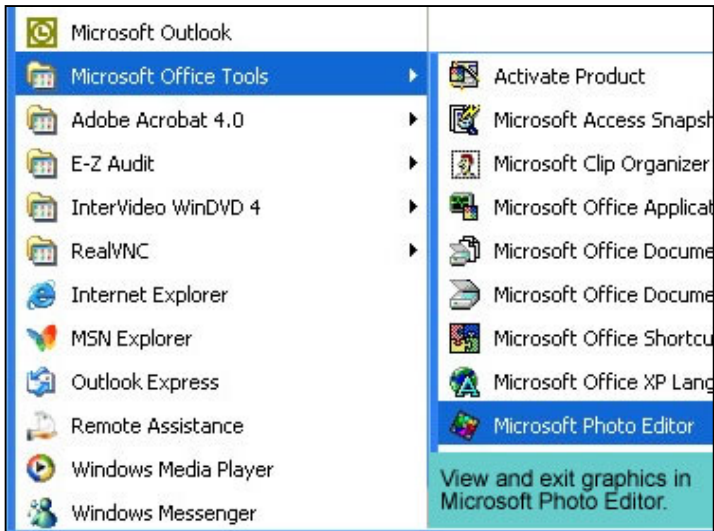 Microsoft Outlook
Microsoft Office Tools
Adobe Acrobat 4.0
E-Z Audit
InterVideo WinDVD 4
RealVNC
Internet Explorer
MSN Explorer
Outlook Express
Remote Assistance
Windows Media Player
Windows Messenger
Activate Product
Microsoft Access Snapsh
Microsoft Clip Organizer
Microsoft Office Applicat
Microsoft Office Docume
Microsoft Office Docume
Microsoft Office Shortcu
Microsoft Office XP Lang
Microsoft Photo Editor
View and exit graphics in
Microsoft Photo Editor.